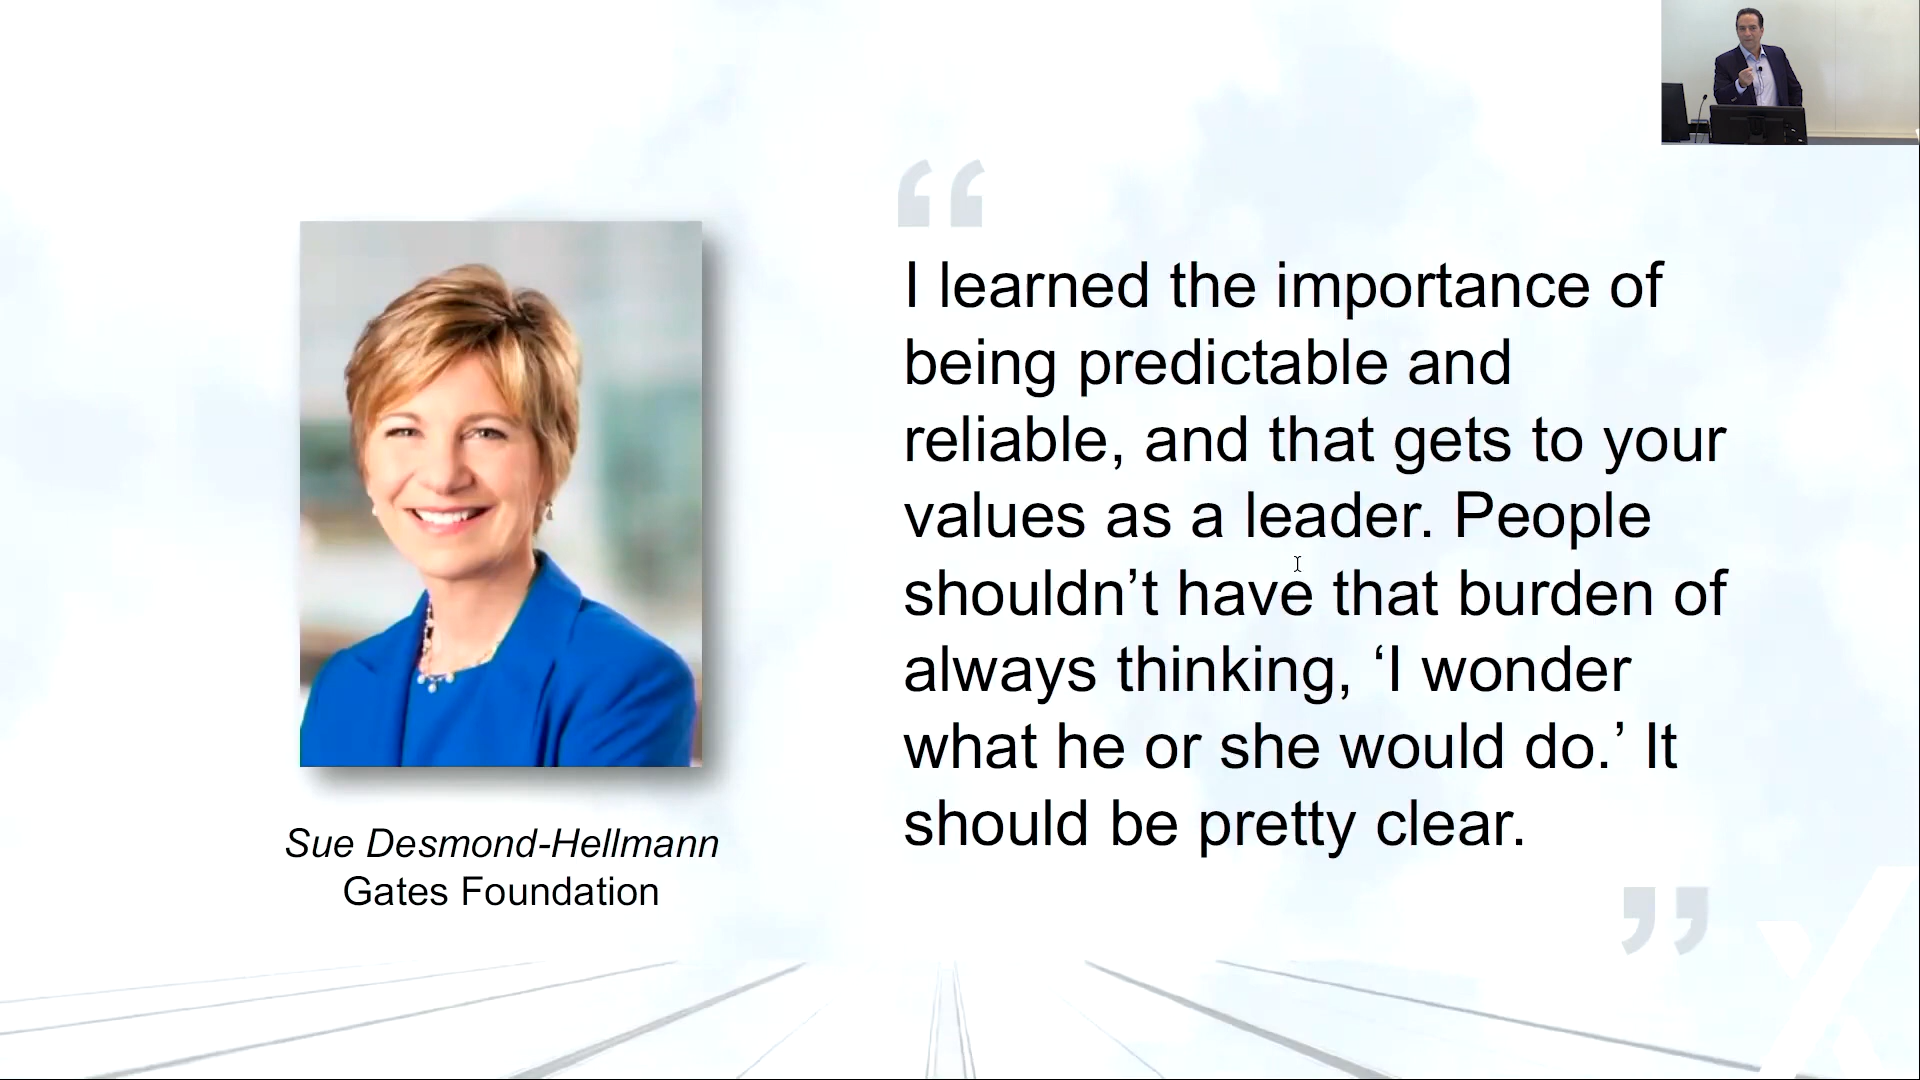 “
I learned the importance of
being predictable and
reliable, and that gets to your
values as a leader. People
shouldn’t have that burden of
always thinking, ‘I wonder
what he or she would do.’ It
should be pretty clear.
”
Sue Desmond-Hellmann
Gates Foundation